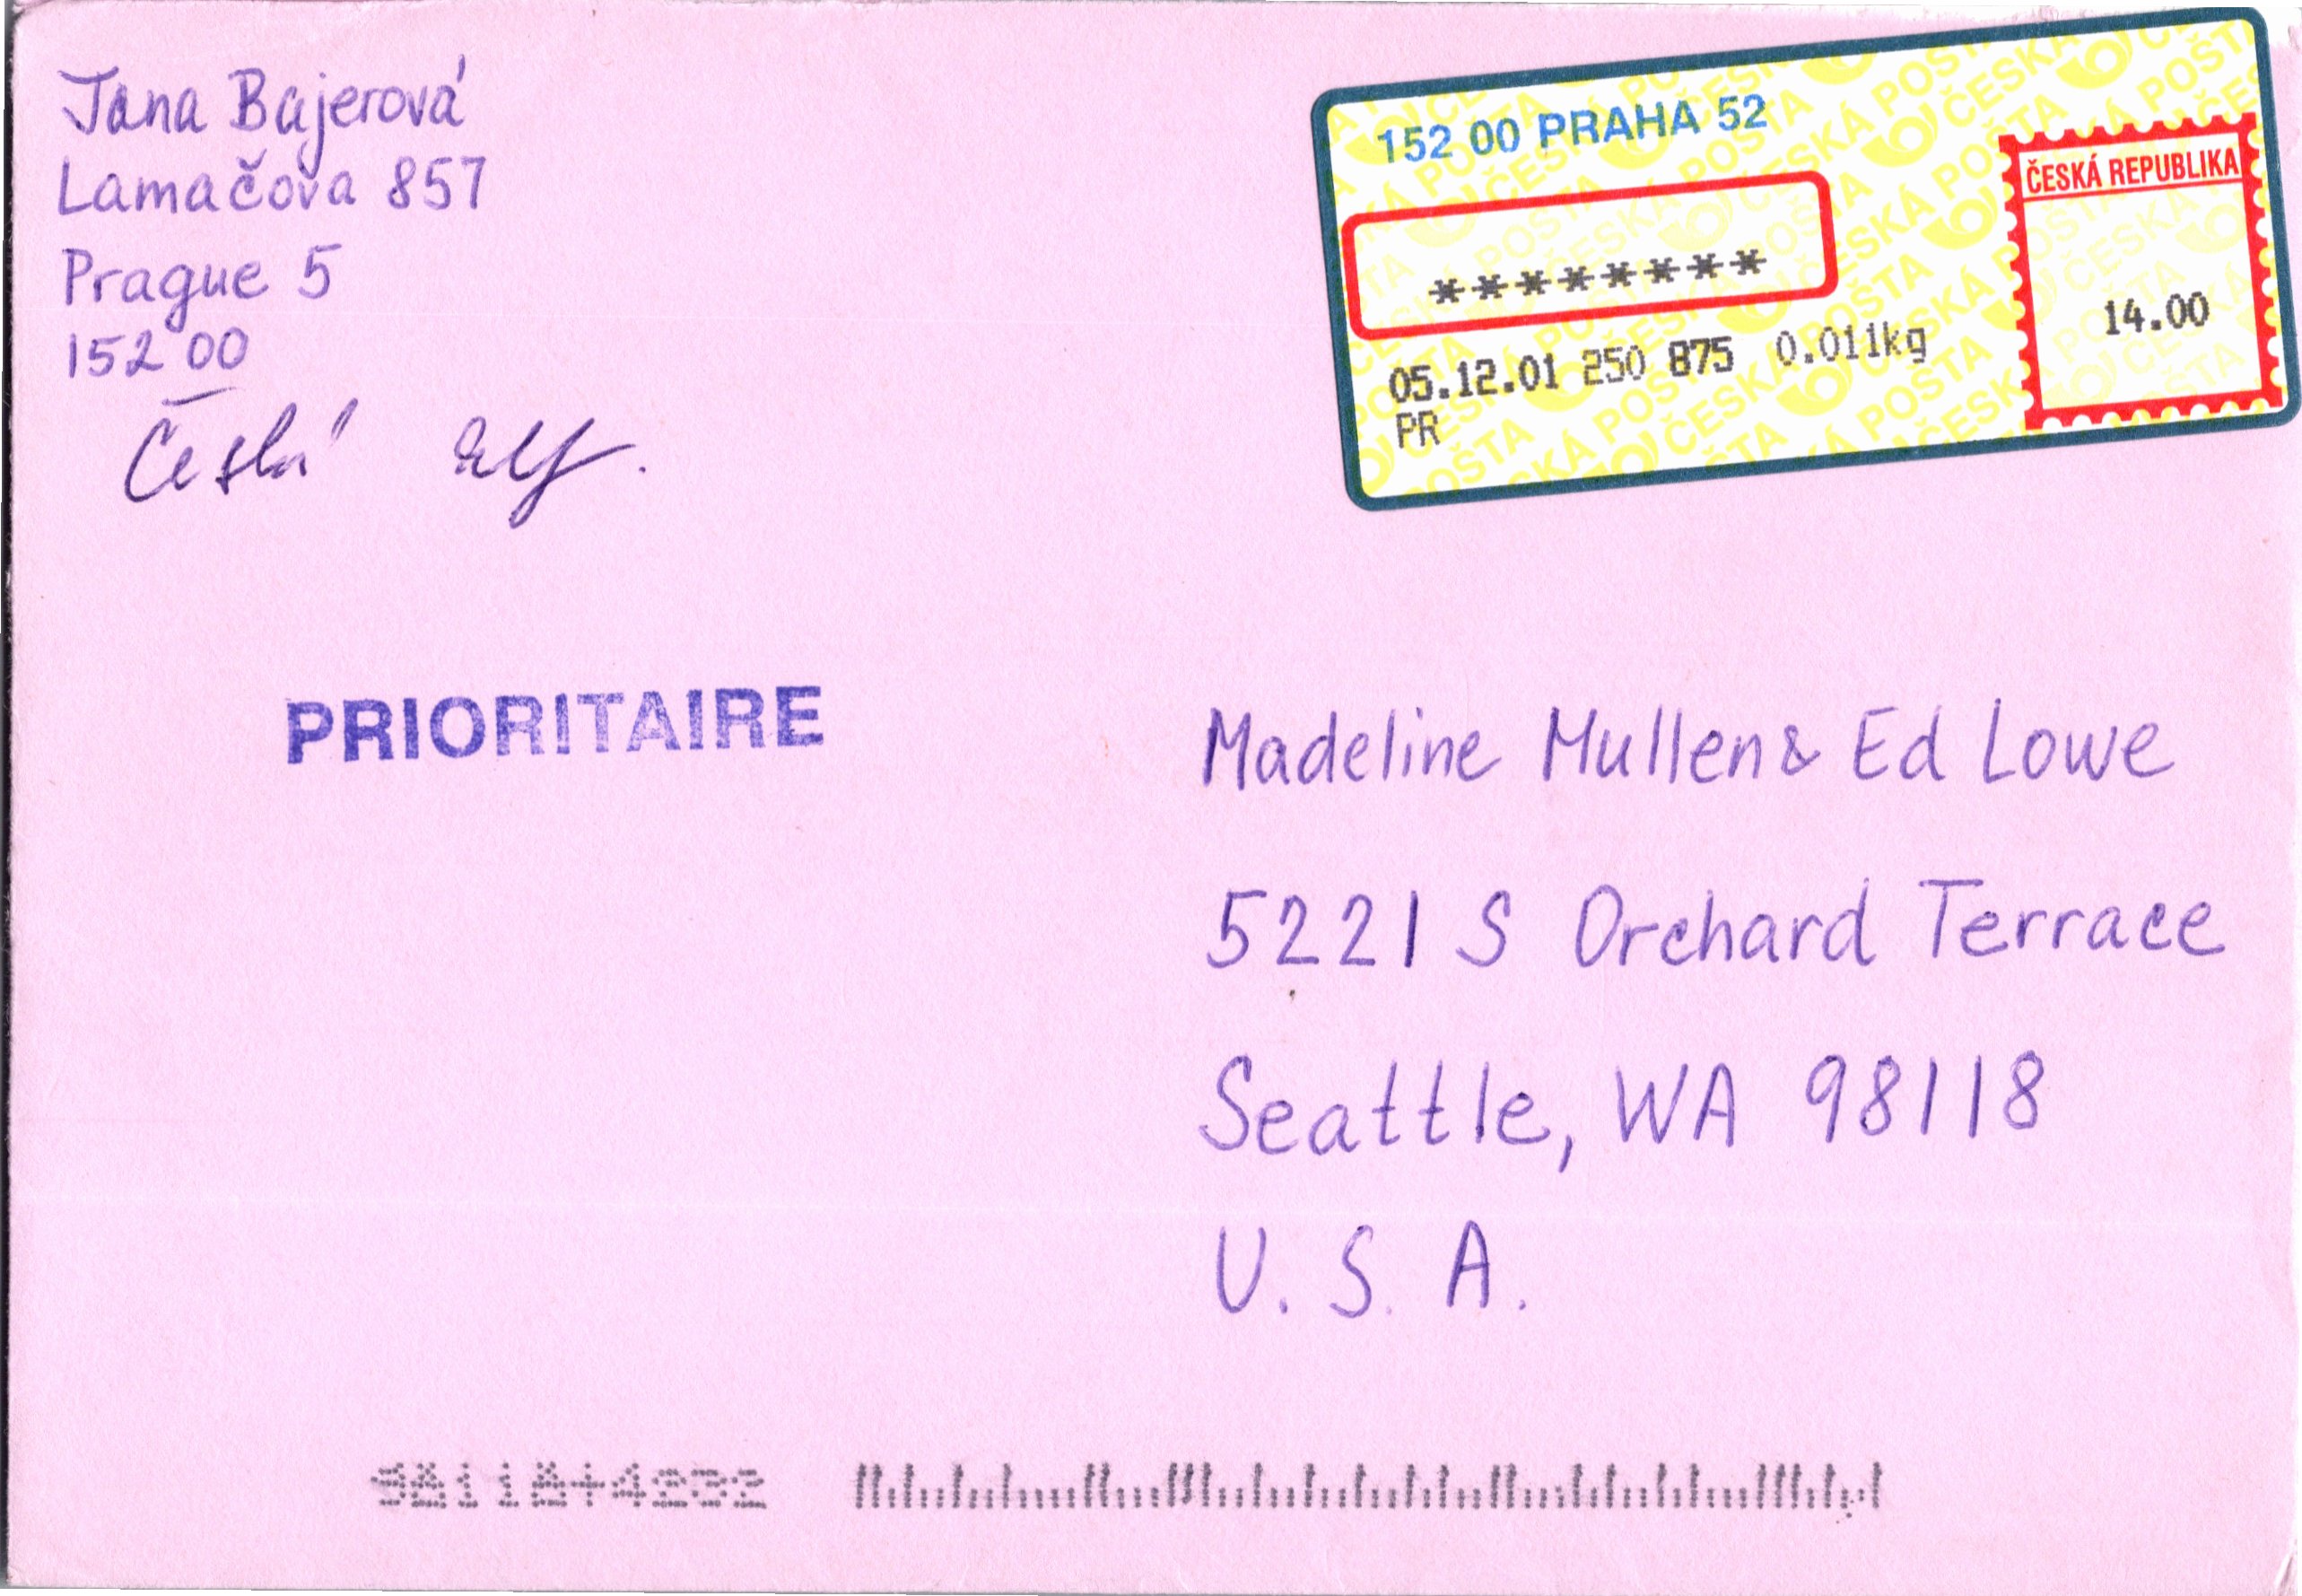 Jana Bajerová
Lamačova 857
Prague 5
152 00
Česká
152 00 PRAHA 52
********
05.12.01 250 875 0.011kg
PR
ČESKÁ REPUBLIKA
14.00
PRIORITAIRE
Madeline Mullen & Ed Lowe
5221 S Orchard Terrace
Seattle, WA 98118
U. S. A.